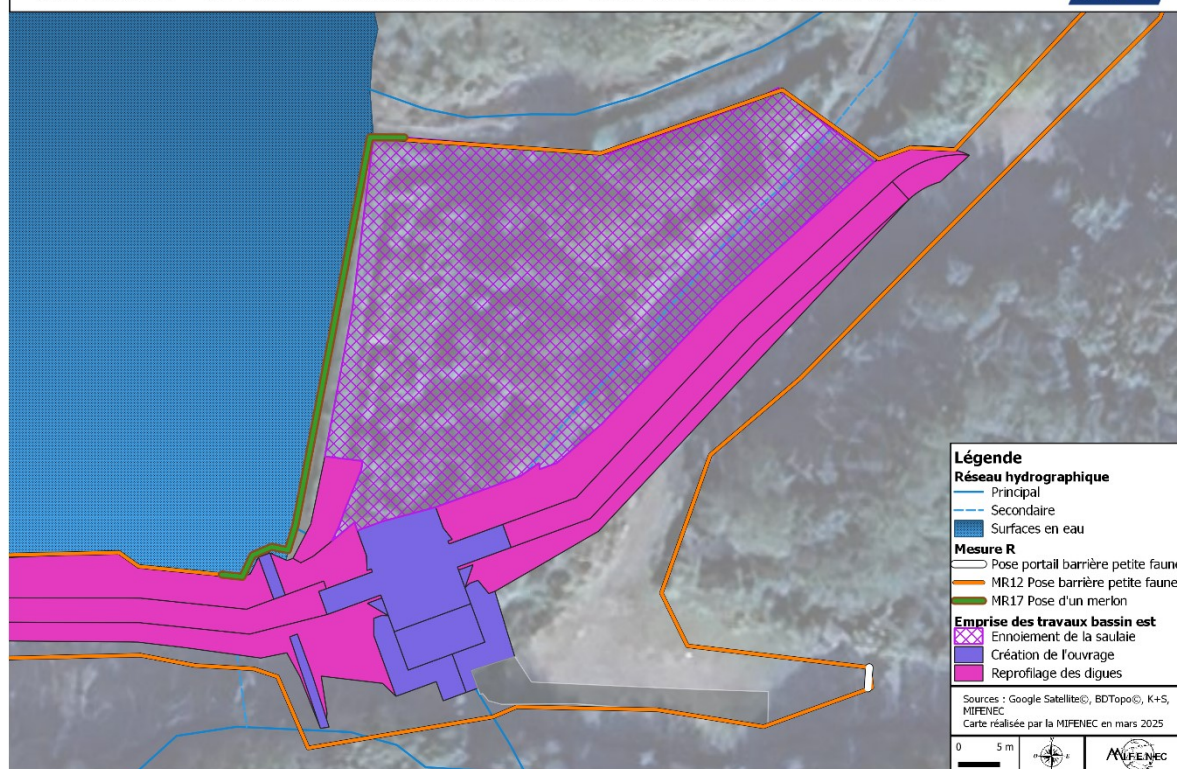 Légende
Réseau hydrographique
Principal
Secondaire
Surfaces en eau
Mesure R
Pose portail barrière petite faune
MR12 Pose barrière petite faune
MR17 Pose d'un merlon
Emprise des travaux bassin est
Ennoiement de la saulaie
Création de l'ouvrage
Reprofilage des digues
Sources : Google Satellite©, BDTopo©, K+S,
MIFENEC
Carte réalisée par la MIFENEC en mars 2025
0 5 m
MI.F.E.N.EC